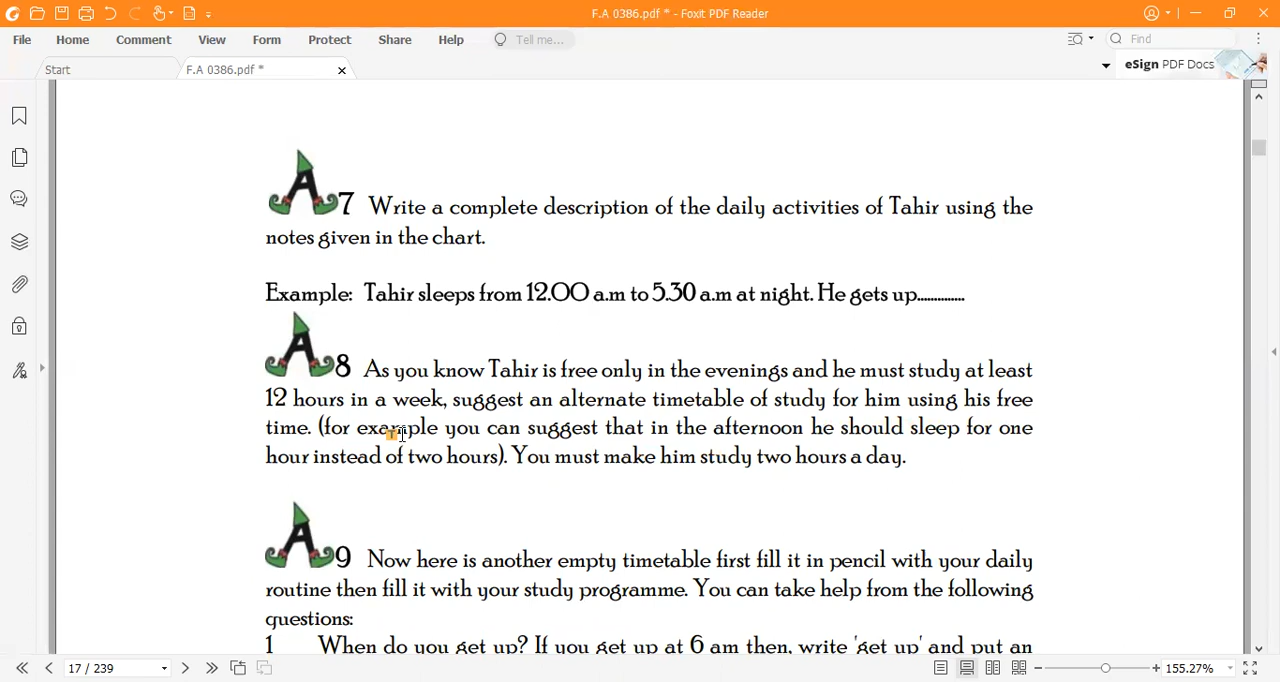 F.A 0386.pdf * - Foxit PDF Reader
File Home Comment View Form Protect Share Help Tell me... Find
Start F.A 0386.pdf * eSign PDF Docs
A7 Write a complete description of the daily activities of Tahir using the
notes given in the chart.
Example: Tahir sleeps from 12.00 a.m to 5.30 a.m at night. He gets up..............
A8 As you know Tahir is free only in the evenings and he must study at least
12 hours in a week, suggest an alternate timetable of study for him using his free
time. (for example you can suggest that in the afternoon he should sleep for one
hour instead of two hours). You must make him study two hours a day.
A9 Now here is another empty timetable first fill it in pencil with your daily
routine then fill it with your study programme. You can take help from the following
questions:
1 When do you get up? If you get up at 6 am then, write 'get up' and put an
17 / 239 155.27%